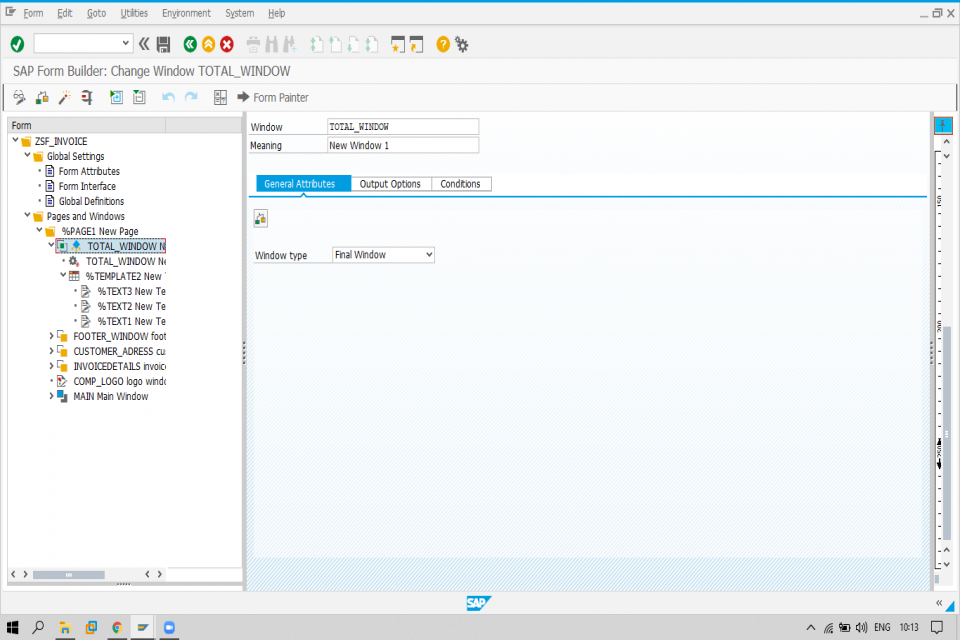 Form Edit Goto Utilities Environment System Help
SAP Form Builder: Change Window TOTAL_WINDOW
Form Painter
Form
ZSF_INVOICE
Global Settings
Form Attributes
Form Interface
Global Definitions
Pages and Windows
%PAGE1 New Page
TOTAL_WINDOW N
TOTAL_WINDOW Ne
%TEMPLATE2 New
%TEXT3 New Te
%TEXT2 New Te
%TEXT1 New Te
FOOTER_WINDOW foot
CUSTOMER_ADRESS cu
INVOICEDETAILS invoice
COMP_LOGO logo windo
MAIN Main Window
Window TOTAL_WINDOW
Meaning New Window 1
General Attributes Output Options Conditions
Window type Final Window
SAP
ENG 10:13